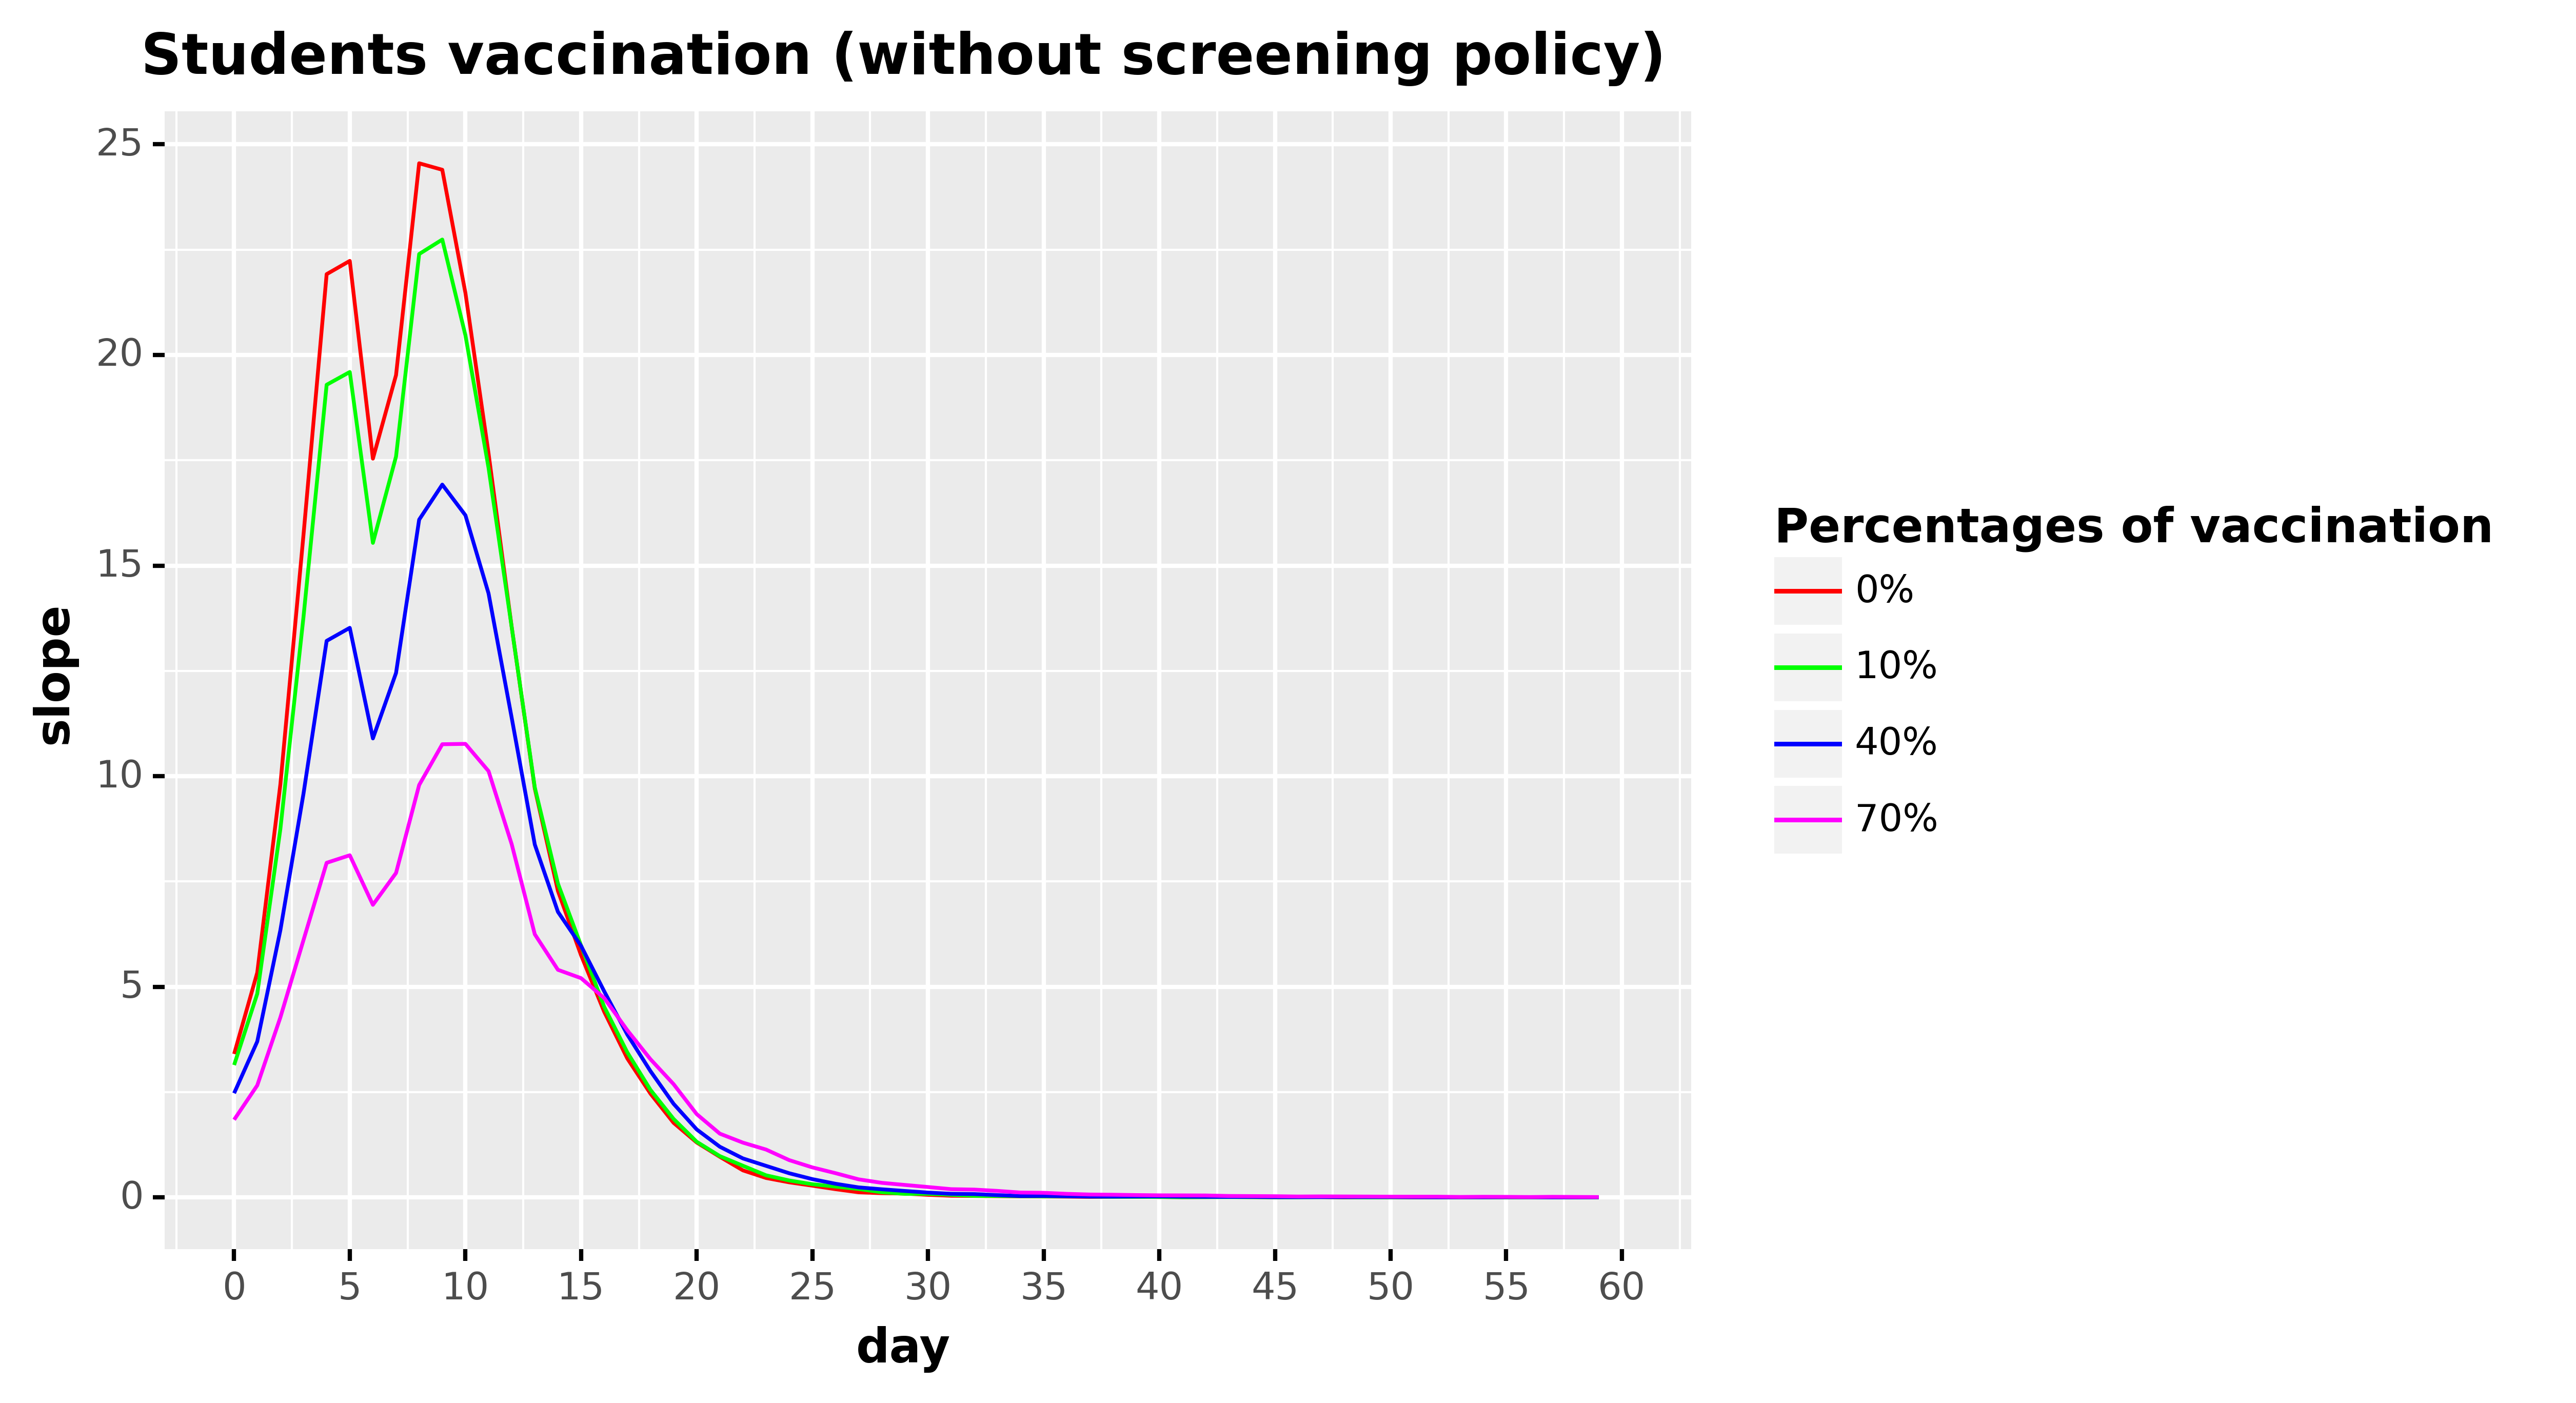 Students vaccination (without screening policy)
25
20
15
10
5
0
slope
0 5 10 15 20 25 30 35 40 45 50 55 60
day
Percentages of vaccination
0%
10%
40%
70%